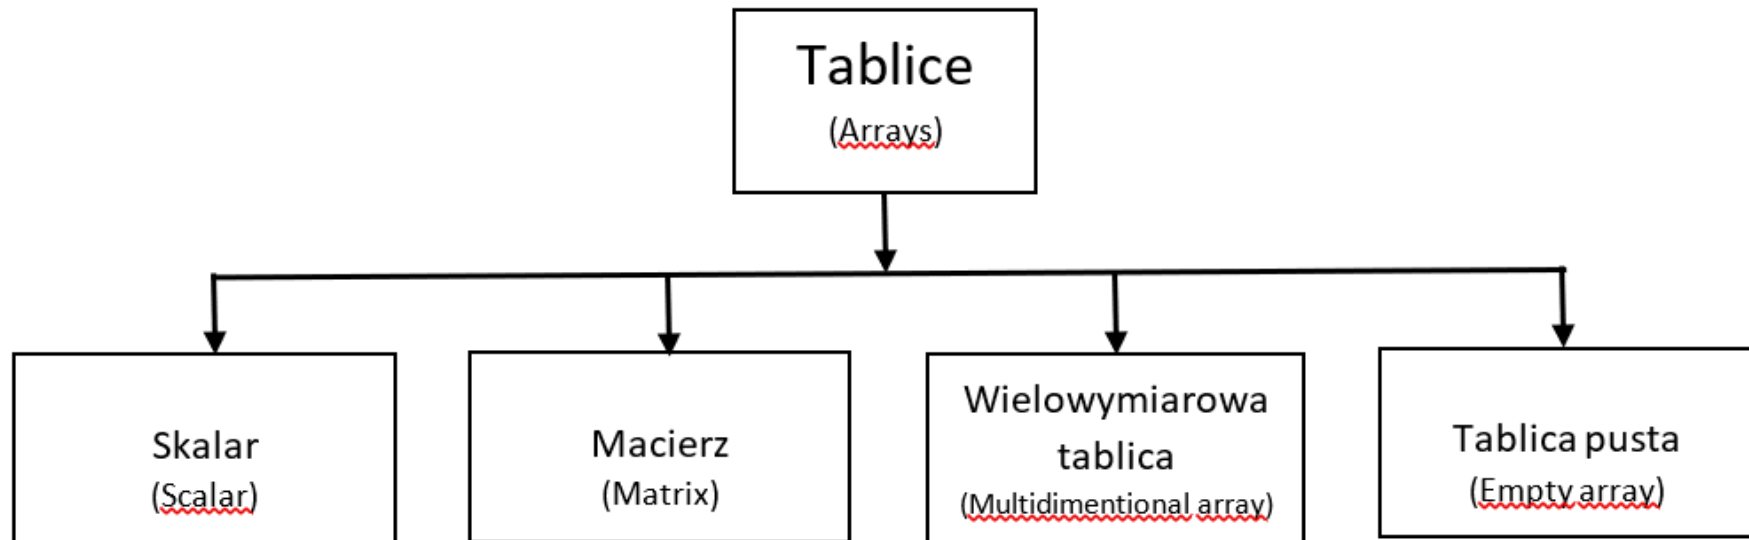 Tablice
(Arrays)
Skalar
(Scalar)
Macierz
(Matrix)
Wielowymiarowa
tablica
(Multidimentional array)
Tablica pusta
(Empty array)